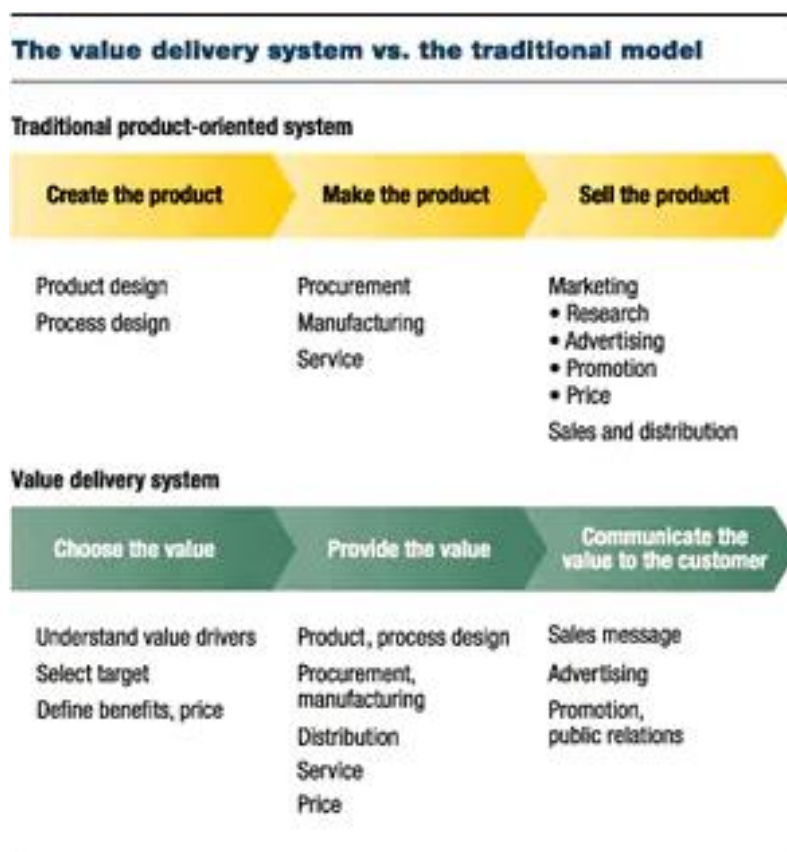 The value delivery system vs. the traditional model
Traditional product-oriented system
Create the product
Make the product
Sell the product
Product design
Process design
Procurement
Manufacturing
Service
Marketing
• Research
• Advertising
• Promotion
• Price
Sales and distribution
Value delivery system
Choose the value
Provide the value
Communicate the
value to the customer
Understand value drivers
Select target
Define benefits, price
Product, process design
Procurement,
manufacturing
Distribution
Service
Price
Sales message
Advertising
Promotion,
public relations